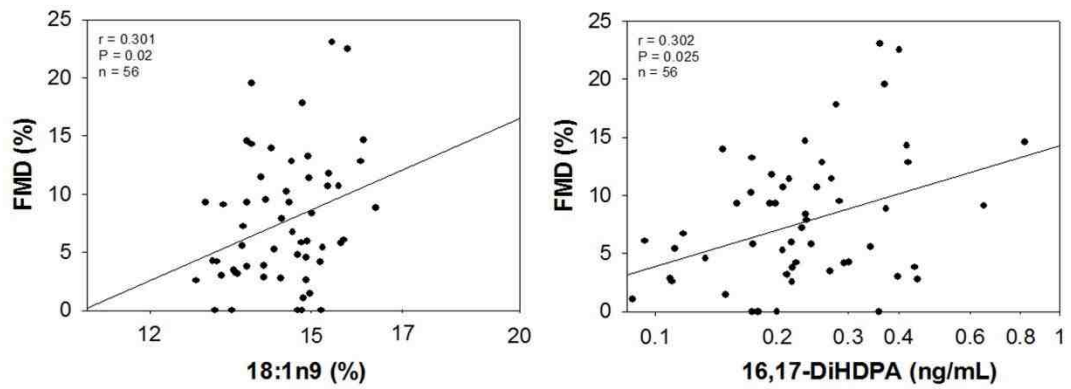 25
20
15
10
5
0
FMD (%)
r = 0.301
P = 0.02
n = 56
12 15 17 20
18:1n9 (%)
25
20
15
10
5
0
FMD (%)
r = 0.302
P = 0.025
n = 56
0.1 0.2 0.3 0.4 0.6 0.8 1
16,17-DiHDPA (ng/mL)